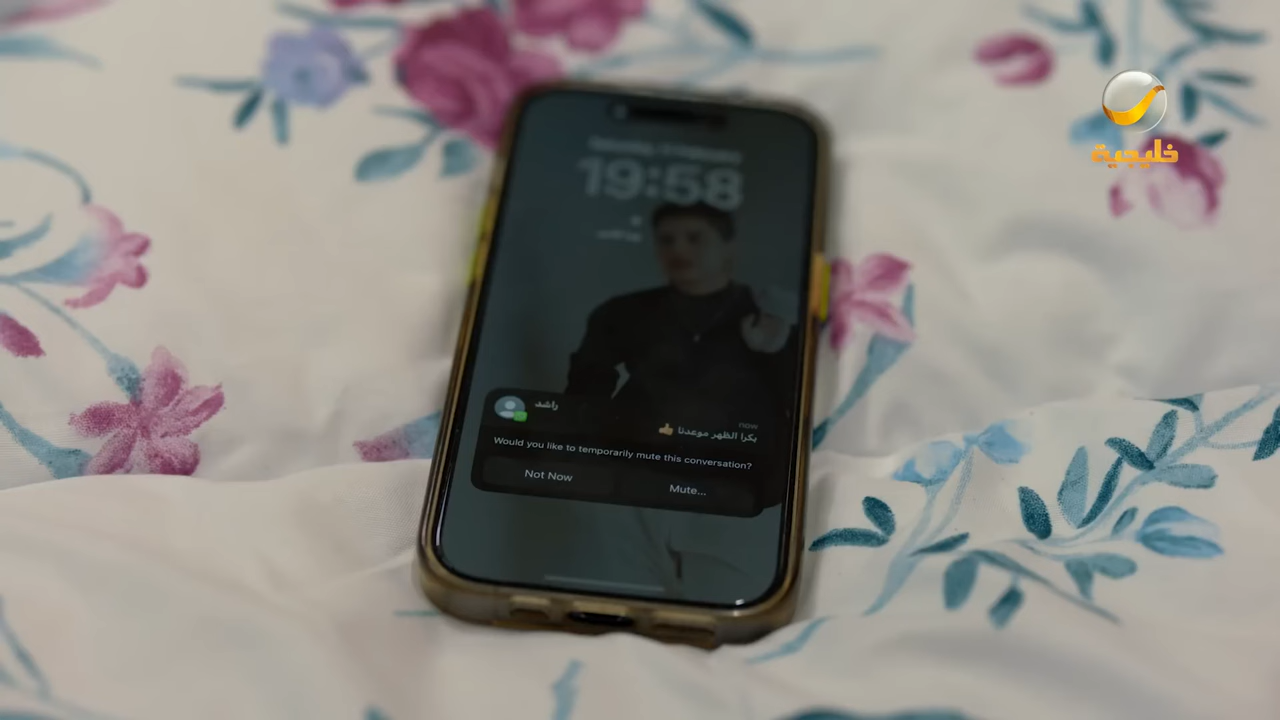 خليجية
19:58
راشد
now
بكرا الظهر موعدنا 👍
Would you like to temporarily mute this conversation?
Not Now
Mute...